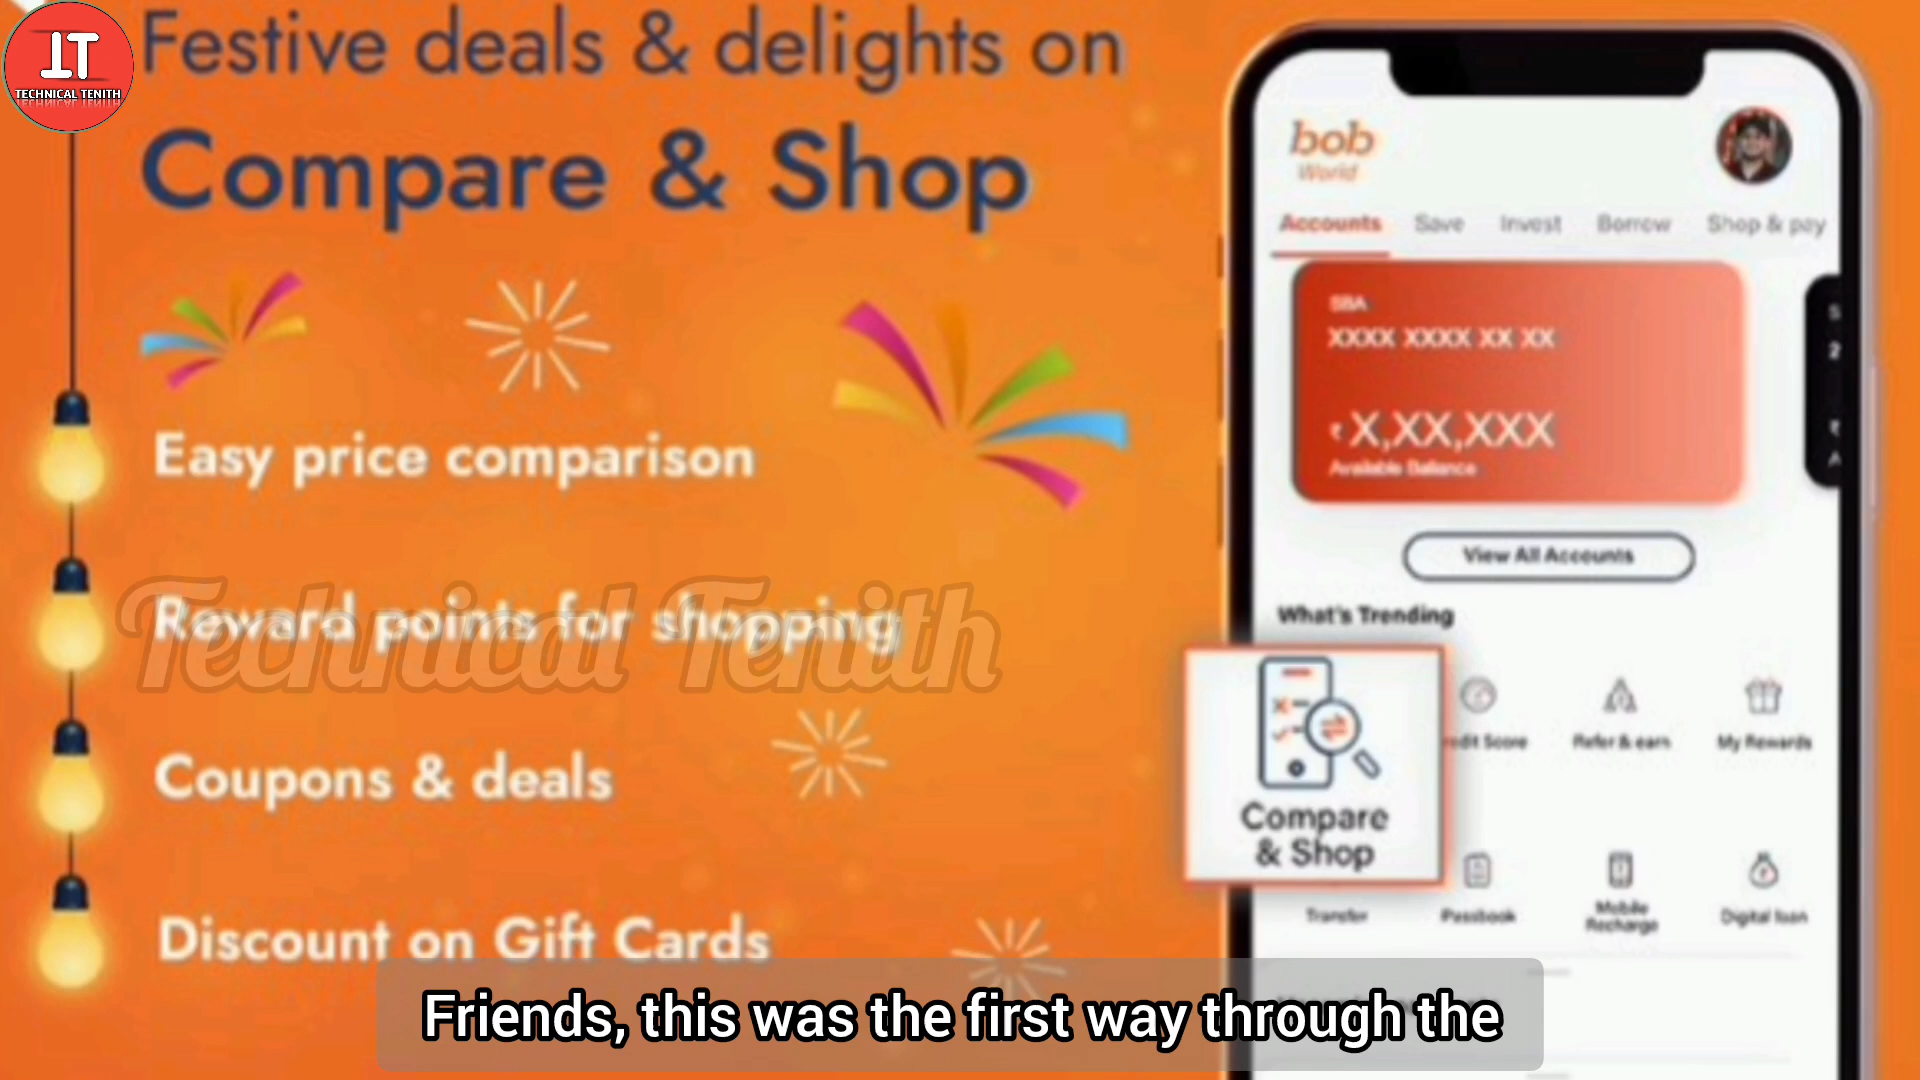 TECHNICAL TENITH
Festive deals & delights on
Compare & Shop
Easy price comparison
Reward points for shopping
Coupons & deals
Discount on Gift Cards
Technical Tenith
bob
World
Accounts Save Invest Borrow Shop & pay
SBA
XXXX XXXX XX XX
₹ X,XX,XXX
Available Balance
View All Accounts
What's Trending
Compare
& Shop
edit Score
Refer & earn
My Rewards
Transfer
Passbook
Mobile
Recharge
Digital loan
Friends, this was the first way through the